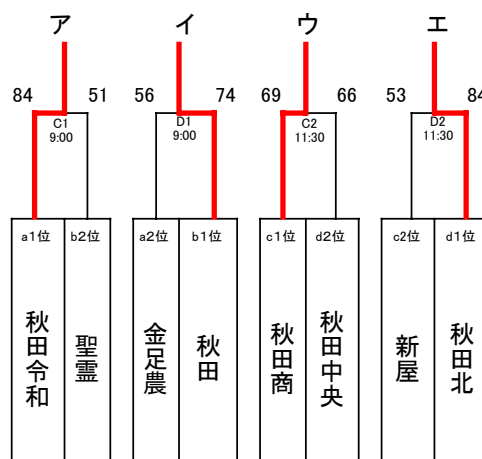 ア イ ウ エ
84 51 56 74 69 66 53 84
C1 D1 C2 D2
9:00 9:00 11:30 11:30
a1位 b2位 a2位 b1位 c1位 d2位 c2位 d1位
秋田令和
聖霊
金足農
秋田
秋田商
秋田中央
新屋
秋田北